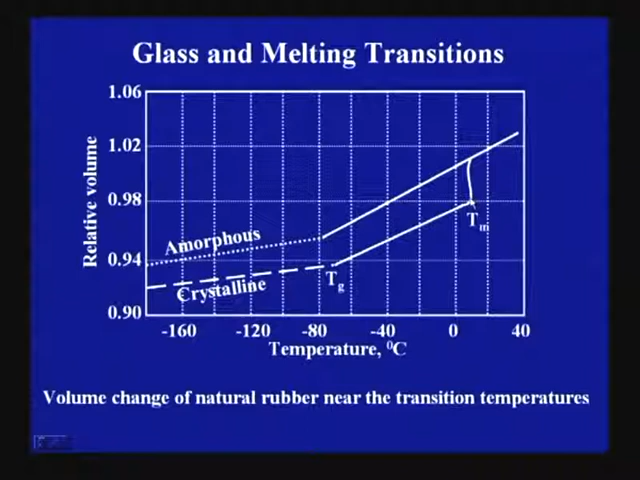 Glass and Melting Transitions
1.06
1.02
0.98
0.94
0.90
Relative volume
Amorphous
Crystalline
Tg
Tm
-160 -120 -80 -40 0 40
Temperature, ⁰C
Volume change of natural rubber near the transition temperatures